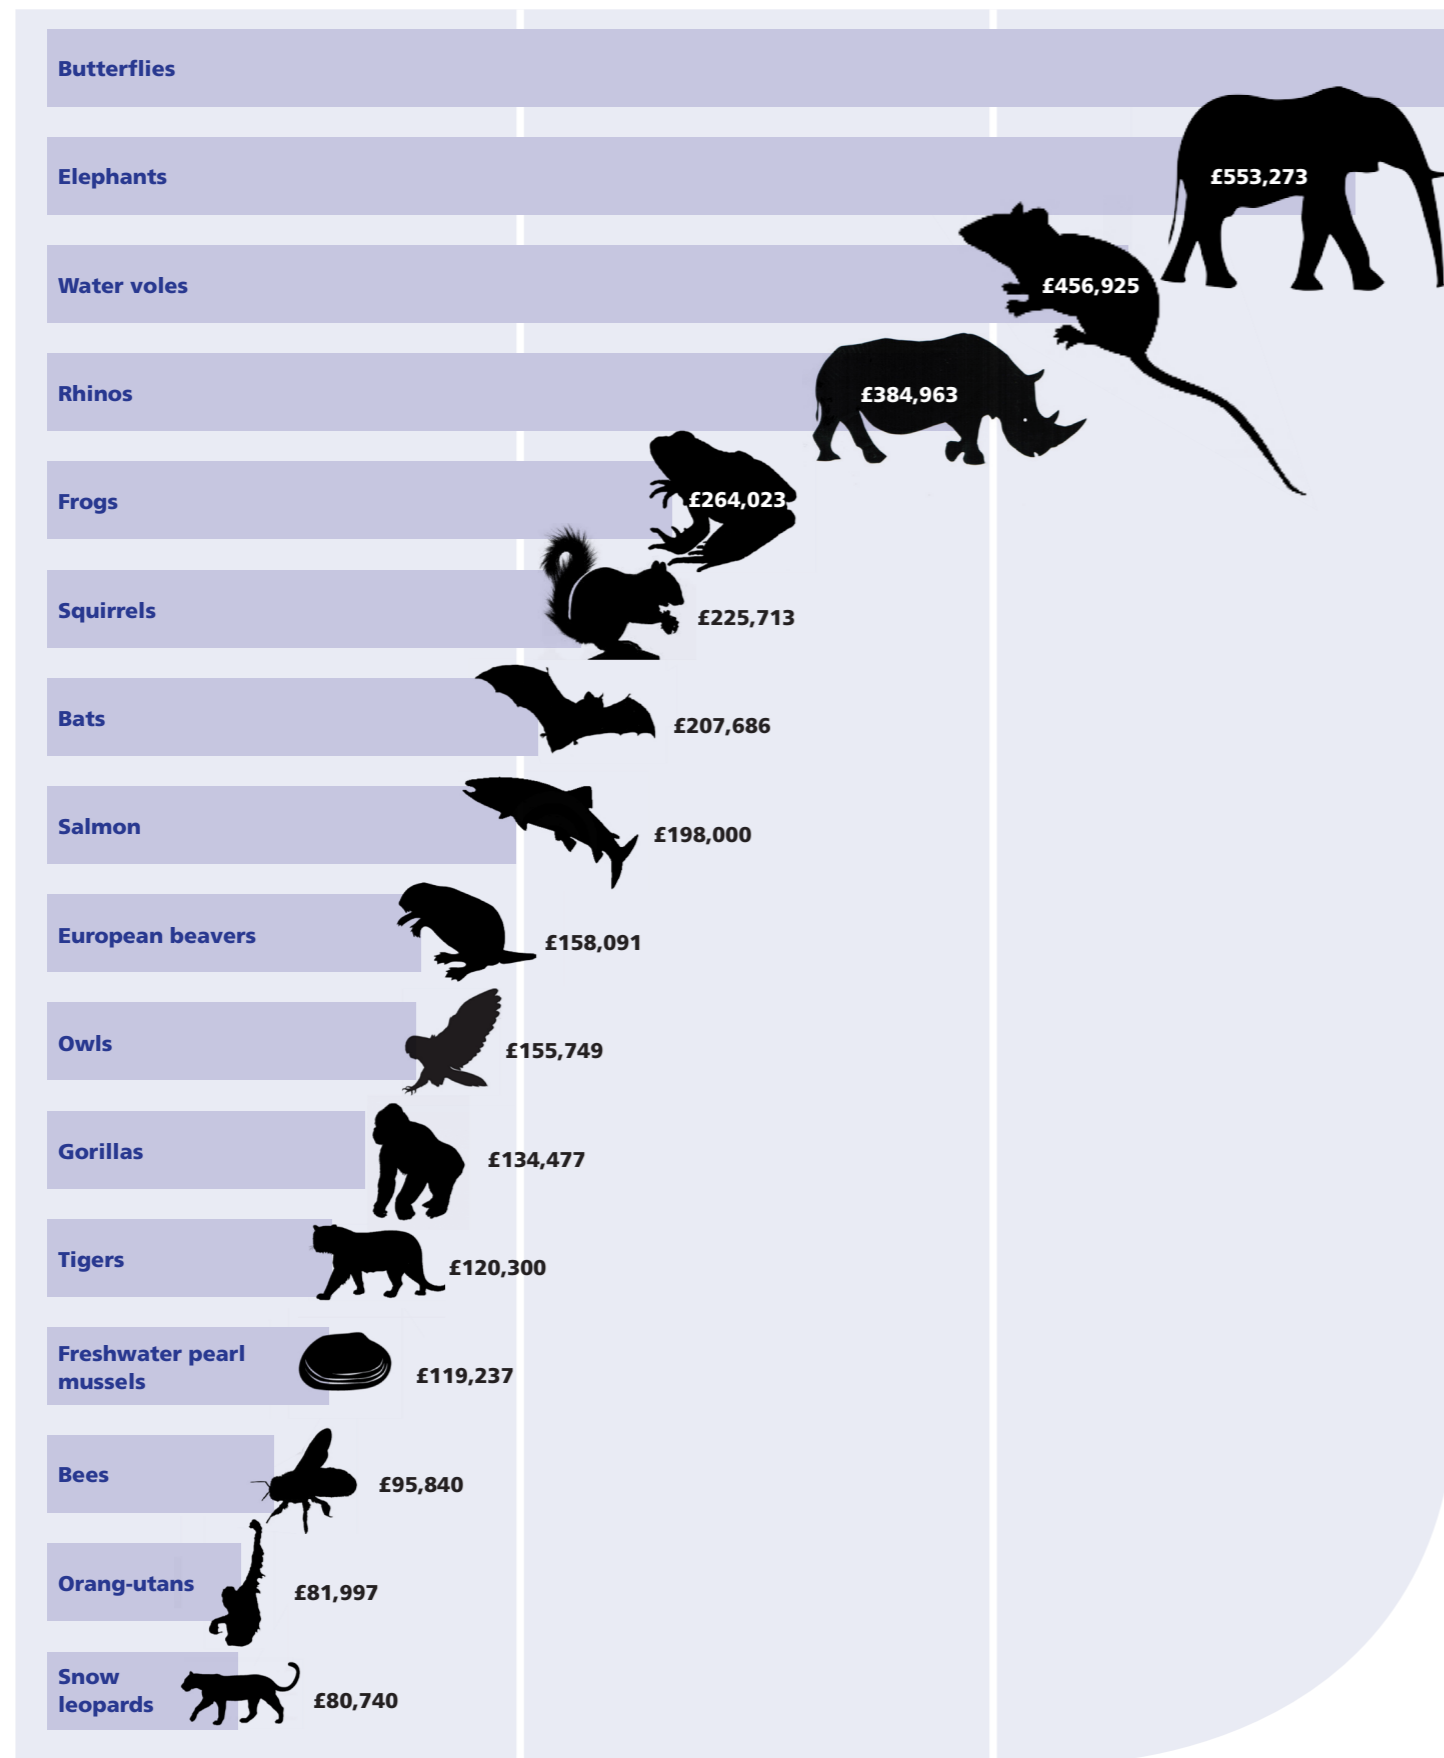 Butterflies
Elephants
£553,273
Water voles
£456,925
Rhinos
£384,963
Frogs
£264,023
Squirrels
£225,713
Bats
£207,686
Salmon
£198,000
European beavers
£158,091
Owls
£155,749
Gorillas
£134,477
Tigers
£120,300
Freshwater pearl
mussels
£119,237
Bees
£95,840
Orang-utans
£81,997
Snow
leopards
£80,740